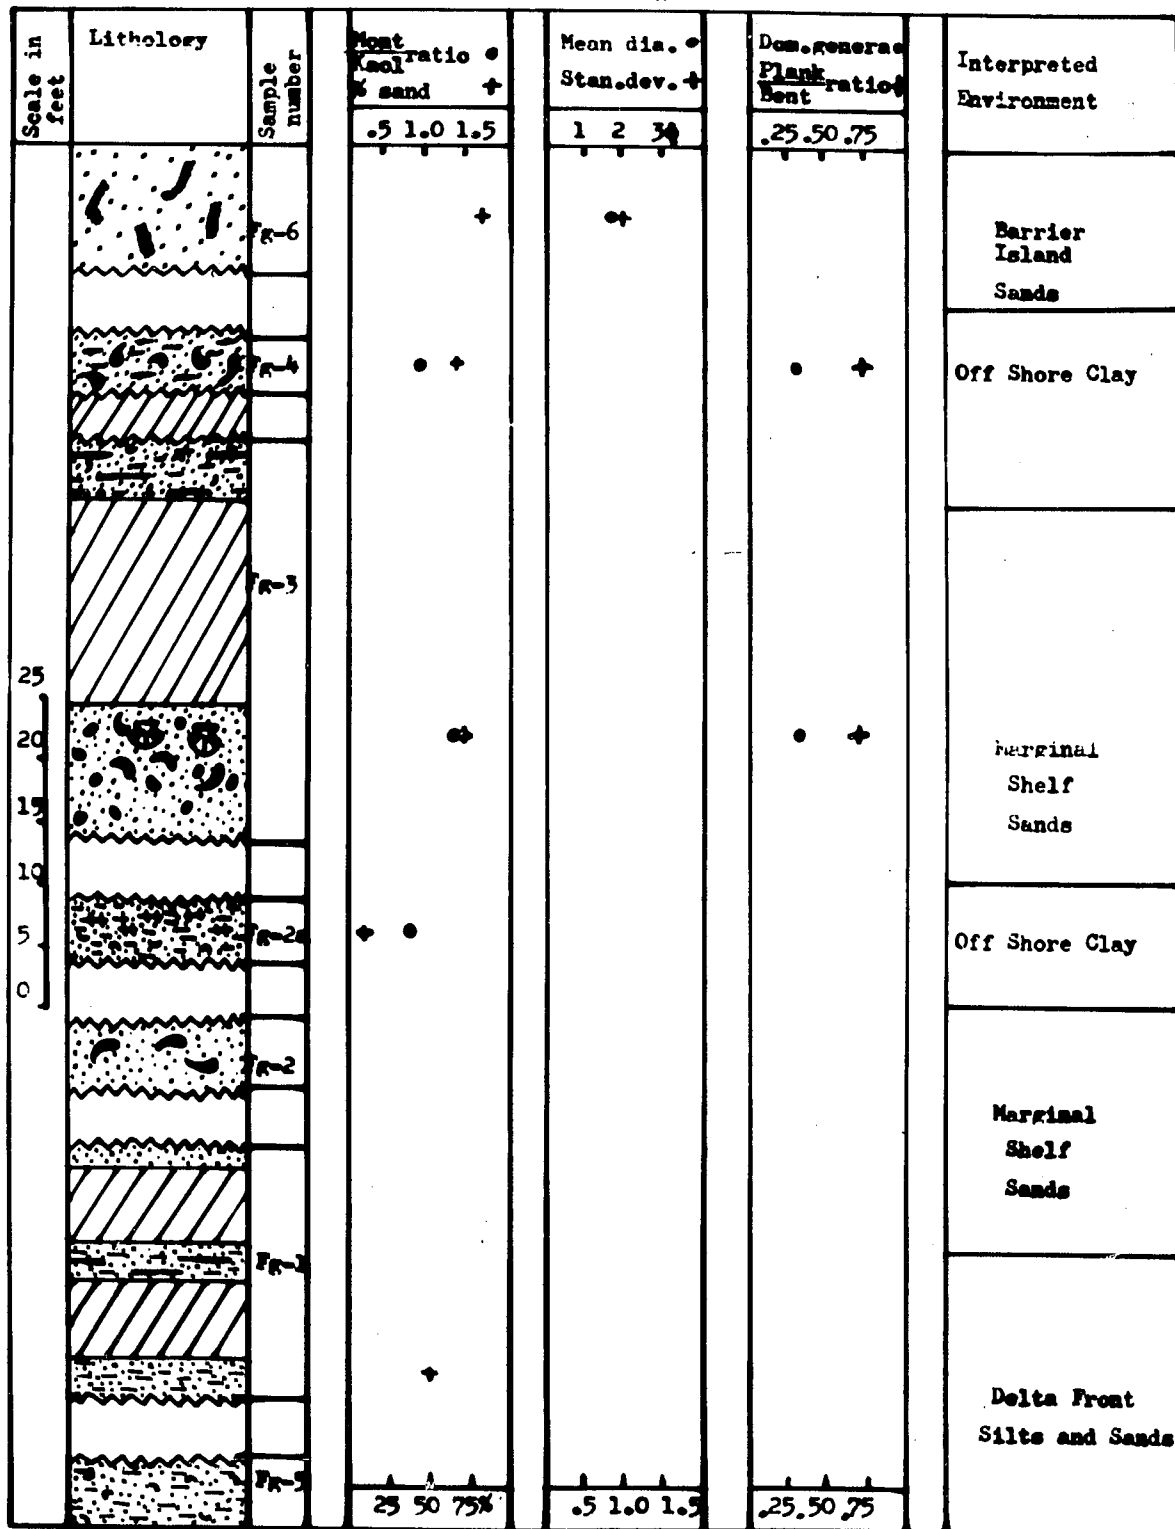 Scale in feet
Lithology
Sample number
Mont
Kaol ratio
% sand
.5 1.0 1.5
Mean dia.
Stan.dev.
1 2 3ϕ
Dom.genera
Plank
Bent ratio
.25 .50 .75
Interpreted
Environment
Fg-6
Barrier
Island
Sands
Fg-4
Off Shore Clay
Fg-3
25
20
15
10
5
0
Marginal
Shelf
Sands
Fg-2a
Off Shore Clay
Fg-2
Marginal
Shelf
Sands
Fg-1
Delta Front
Silts and Sands
Fg-5
25 50 75%
.5 1.0 1.5
.25 .50 .75